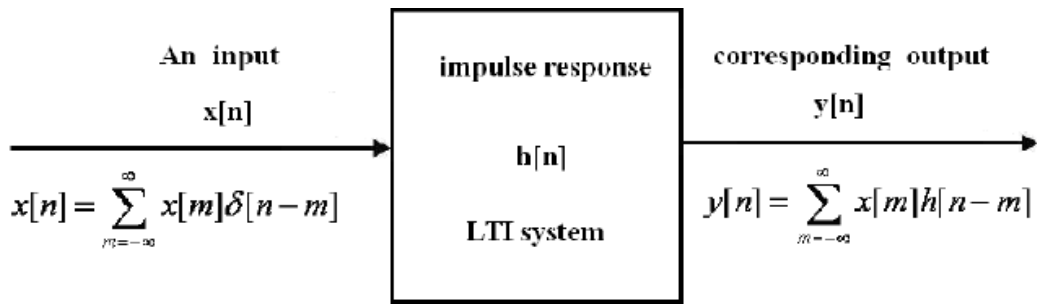 An input
x[n]
x[n] = ∑_{m=-∞}^{∞} x[m]δ[n-m]
impulse response
h[n]
LTI system
corresponding output
y[n]
y[n] = ∑_{m=-∞}^{∞} x[m]h[n-m]